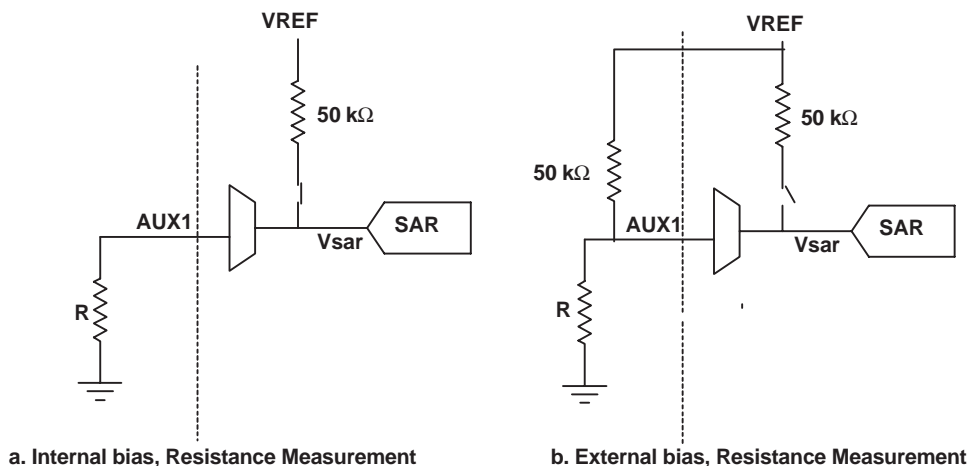 VREF
50 kΩ
AUX1
Vsar
SAR
R
a. Internal bias, Resistance Measurement
VREF
50 kΩ
50 kΩ
AUX1
Vsar
SAR
R
b. External bias, Resistance Measurement